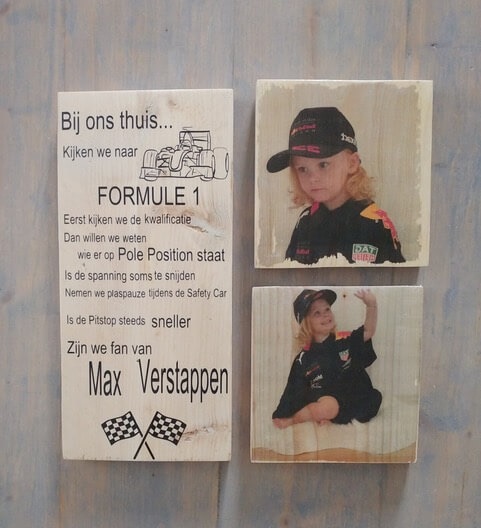 Bij ons thuis...
Kijken we naar
FORMULE 1
Eerst kijken we de kwalificatie
Dan willen we weten
wie er op Pole Position staat
Is de spanning soms te snijden
Nemen we plaspauze tijdens de Safety Car
Is de Pitstop steeds sneller
Zijn we fan van
Max Verstappen